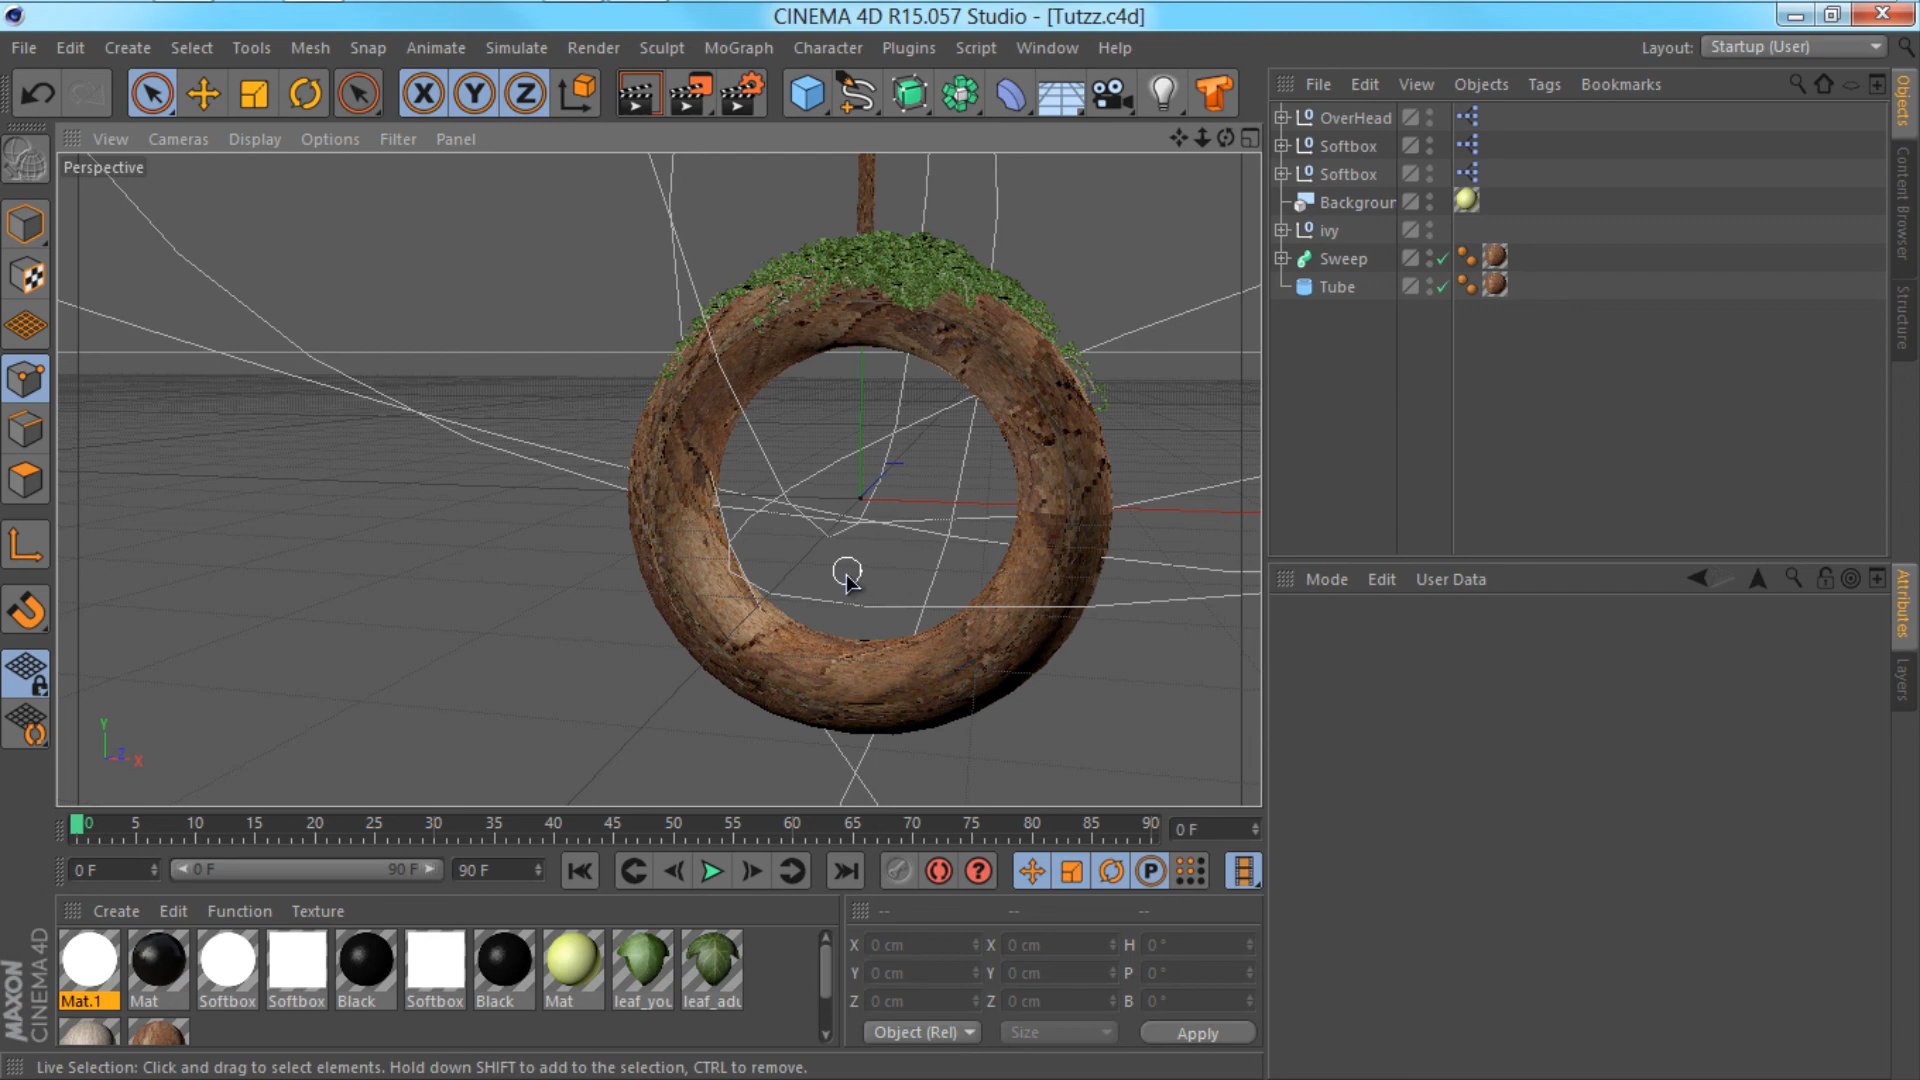 CINEMA 4D R15.057 Studio - [Tutzz.c4d]
File Edit Create Select Tools Mesh Snap Animate Simulate Render Sculpt MoGraph Character Plugins Script Window Help
Layout: Startup (User)
X Y Z
File Edit View Objects Tags Bookmarks
View Cameras Display Options Filter Panel
Perspective
OverHead
Softbox
Softbox
Backgrour
ivy
Sweep
Tube
Objects
Content Browser
Structure
Mode Edit User Data
Attributes
Layers
Y
Z X
0 5 10 15 20 25 30 35 40 45 50 55 60 65 70 75 80 85 90 0 F
0 F 0 F 90 F 90 F
P
Create Edit Function Texture
-- -- --
Mat.1 Mat Softbox Softbox Black Softbox Black Mat leaf_you leaf_adu
X 0 cm X 0 cm H 0 °
Y 0 cm Y 0 cm P 0 °
Z 0 cm Z 0 cm B 0 °
Object (Rel) Size Apply
MAXON
CINEMA 4D
Live Selection: Click and drag to select elements. Hold down SHIFT to add to the selection, CTRL to remove.